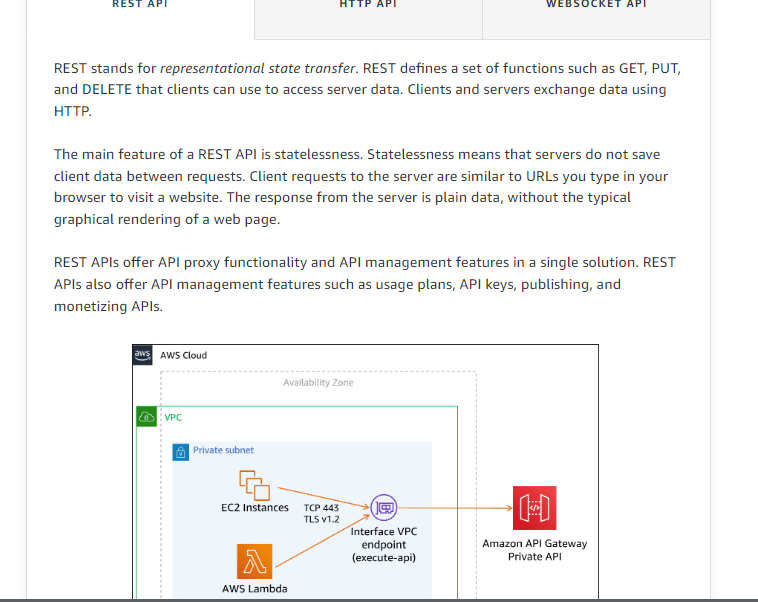 REST API
HTTP API
WEBSOCKET API
REST stands for representational state transfer. REST defines a set of functions such as GET, PUT,
and DELETE that clients can use to access server data. Clients and servers exchange data using
HTTP.
The main feature of a REST API is statelessness. Statelessness means that servers do not save
client data between requests. Client requests to the server are similar to URLs you type in your
browser to visit a website. The response from the server is plain data, without the typical
graphical rendering of a web page.
REST APIs offer API proxy functionality and API management features in a single solution. REST
APIs also offer API management features such as usage plans, API keys, publishing, and
monetizing APIs.
aws
AWS Cloud
Availability Zone
VPC
Private subnet
EC2 Instances
TCP 443
TLS v1.2
Interface VPC
endpoint
(execute-api)
Amazon API Gateway
Private API
AWS Lambda